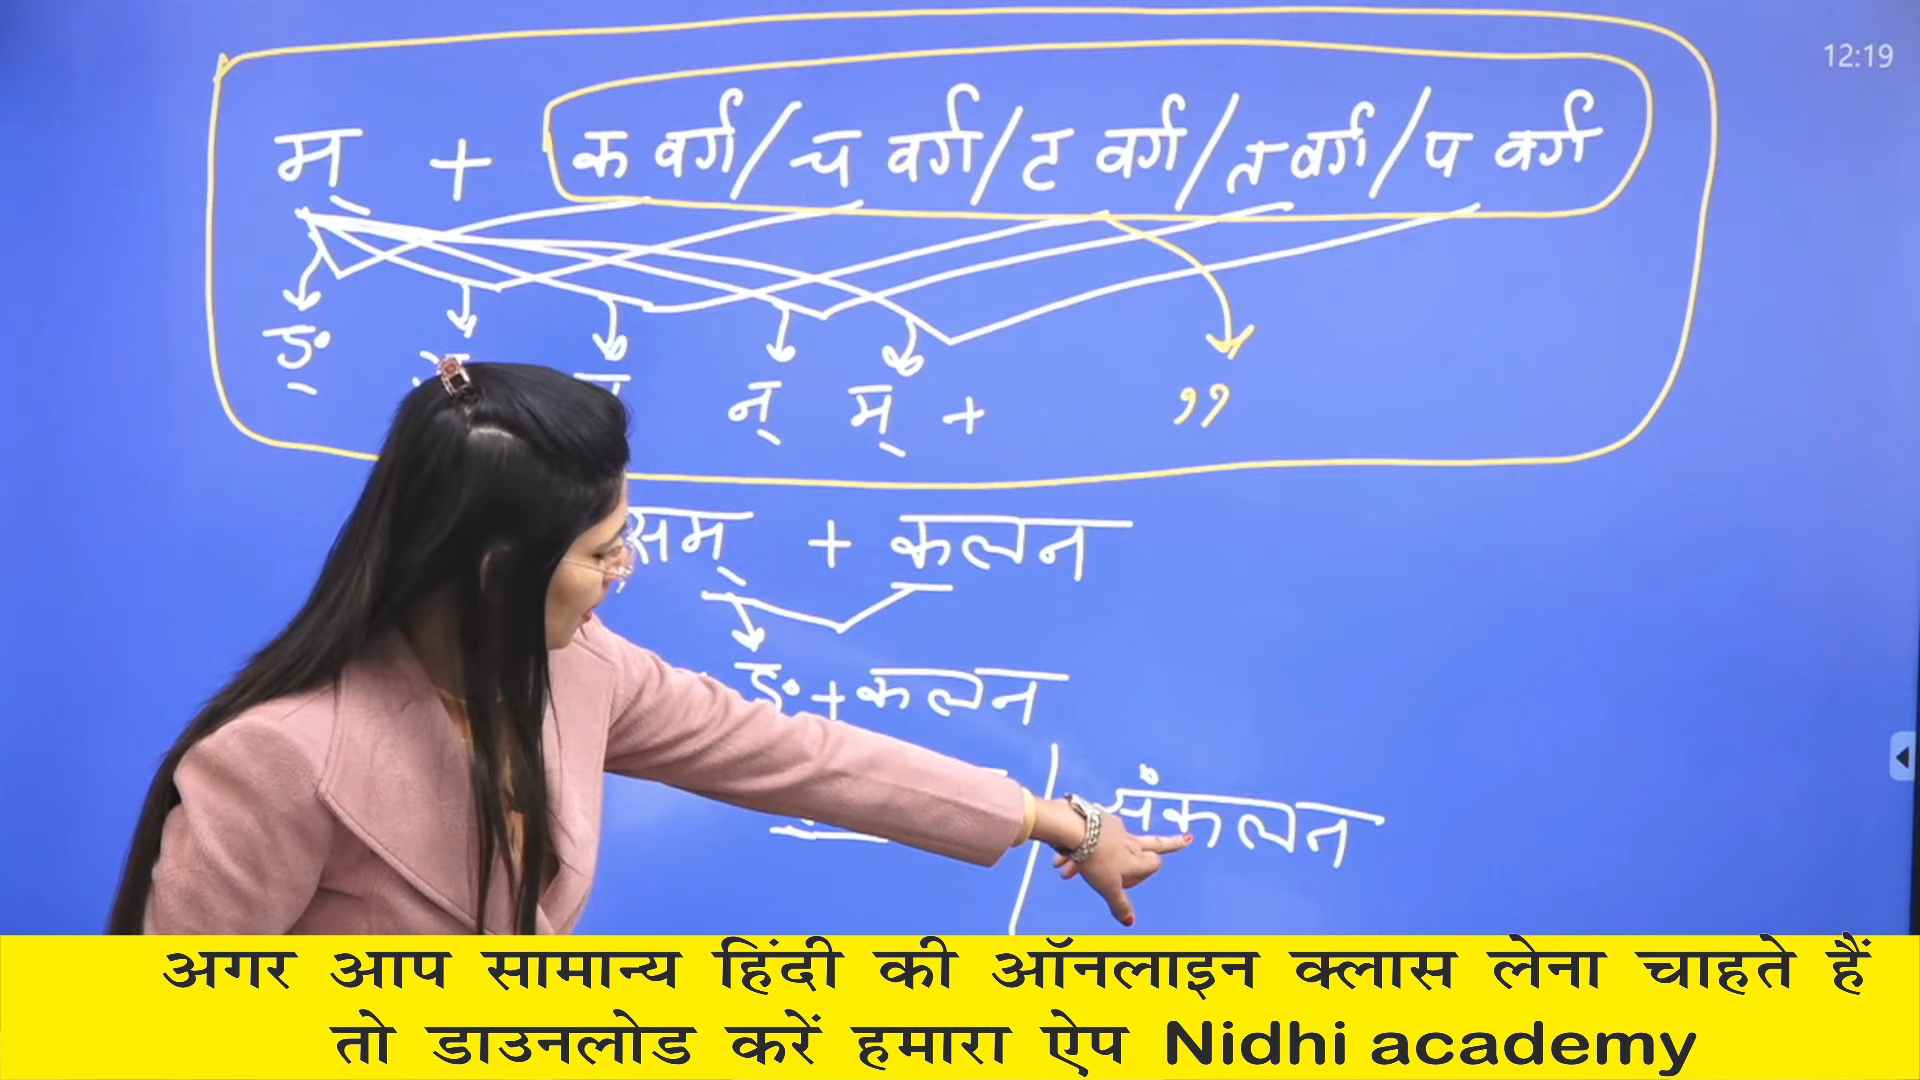 12:19
म् + क वर्ग / च वर्ग / ट वर्ग / त वर्ग / प वर्ग
ङ् न् म् + ,,
सम् + कलन
ङ् + कलन
संकलन
अगर आप सामान्य हिंदी की ऑनलाइन क्लास लेना चाहते हैं
तो डाउनलोड करें हमारा ऐप Nidhi academy